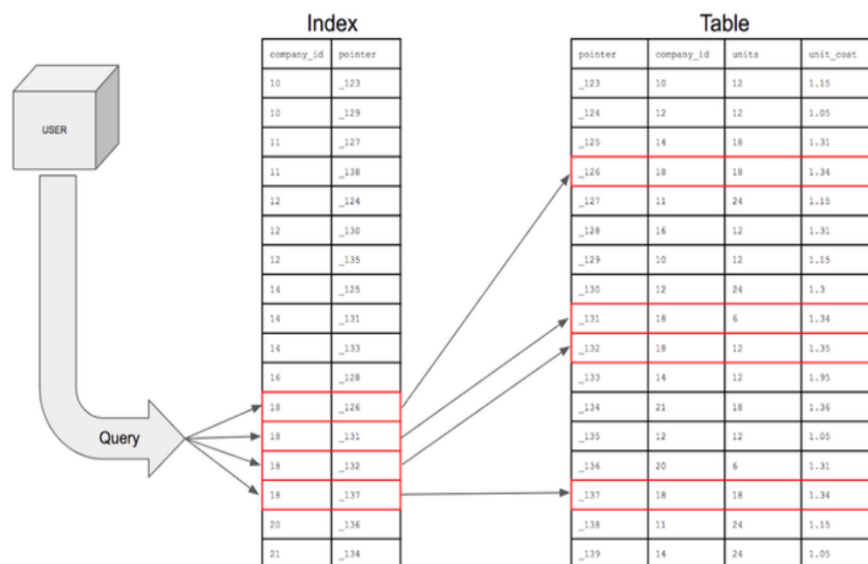 Index
Table
USER
Query
company_id pointer
10 _123
10 _129
11 _127
11 _138
12 _124
12 _130
12 _135
14 _125
14 _131
14 _133
16 _128
18 _126
18 _131
18 _132
18 _137
20 _136
21 _134
pointer company_id units unit_cost
_123 10 12 1.15
_124 12 12 1.05
_125 14 18 1.31
_126 18 18 1.34
_127 11 24 1.15
_128 16 12 1.31
_129 10 12 1.15
_130 12 24 1.3
_131 18 6 1.34
_132 18 12 1.35
_133 14 12 1.95
_134 21 18 1.36
_135 12 12 1.05
_136 20 6 1.31
_137 18 18 1.34
_138 11 24 1.15
_139 14 24 1.05